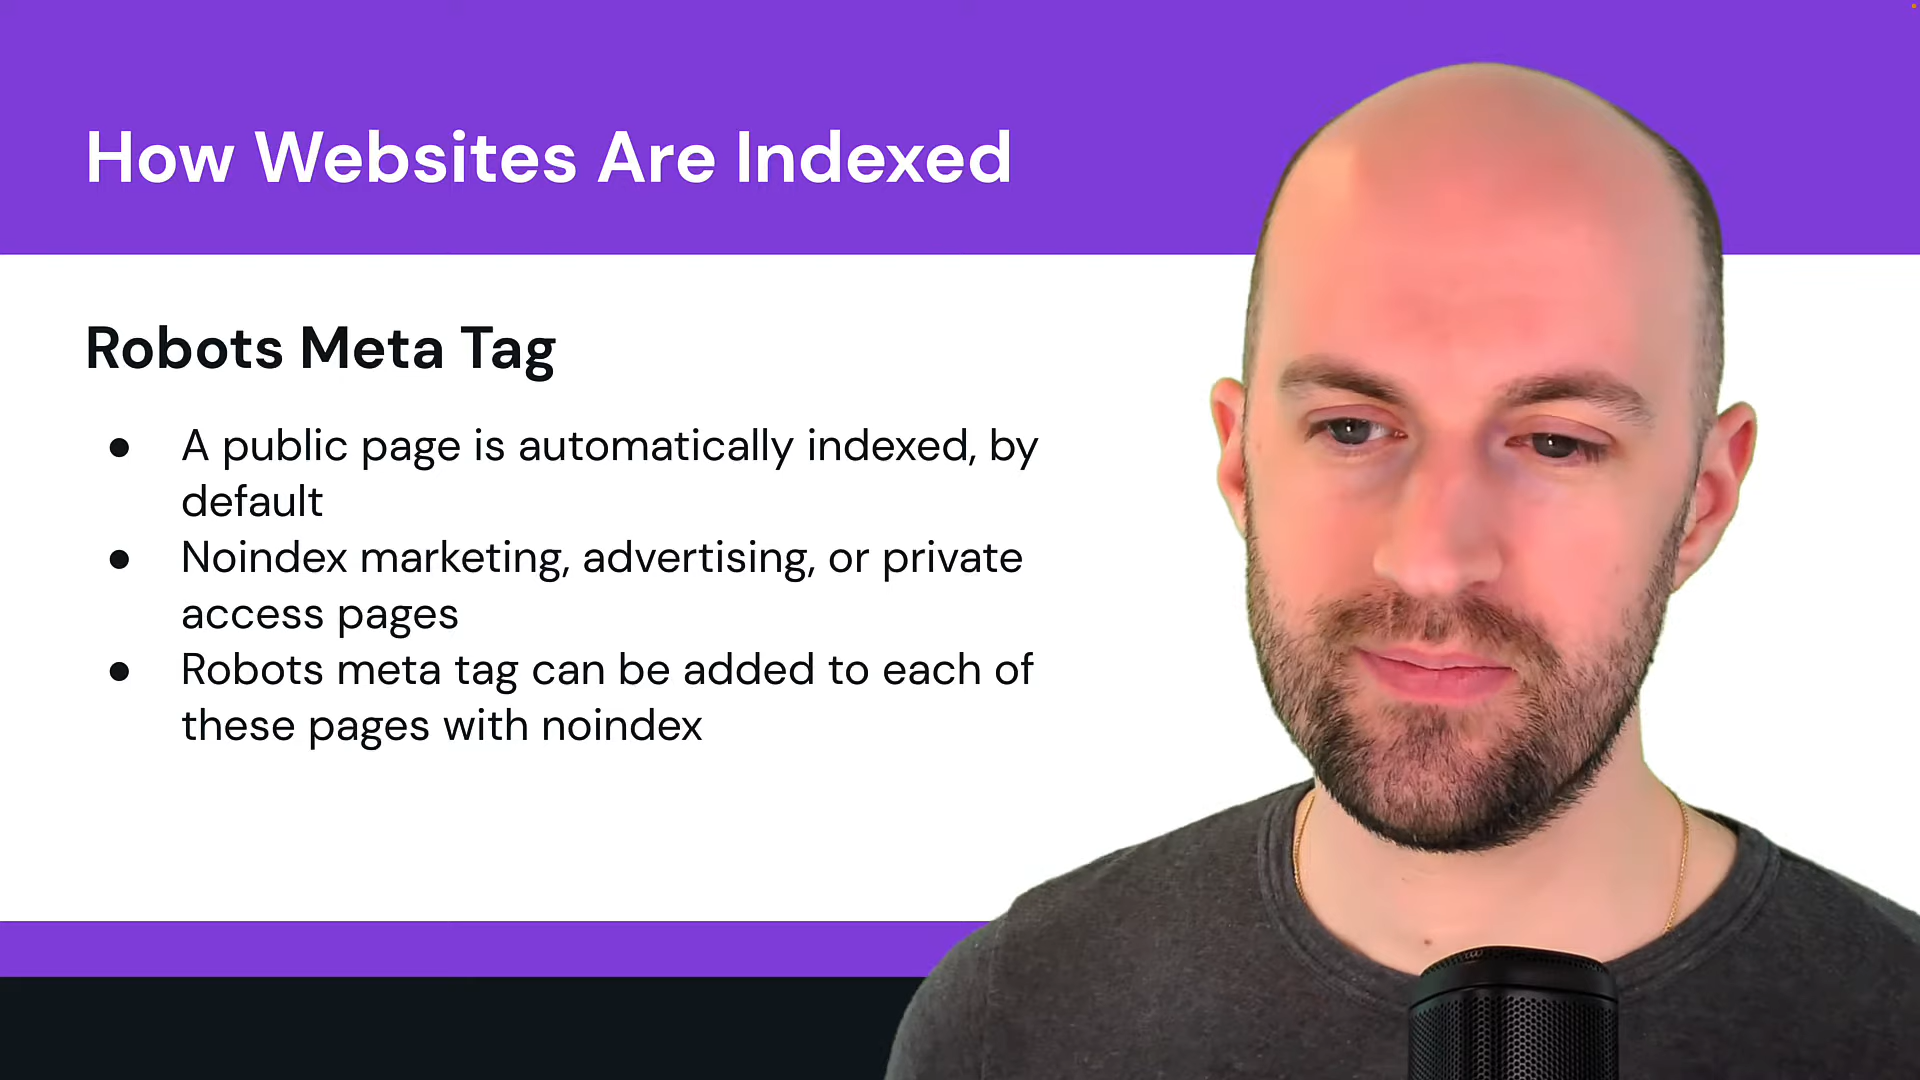 How Websites Are Indexed
Robots Meta Tag
● A public page is automatically indexed, by
default
● Noindex marketing, advertising, or private
access pages
● Robots meta tag can be added to each of
these pages with noindex